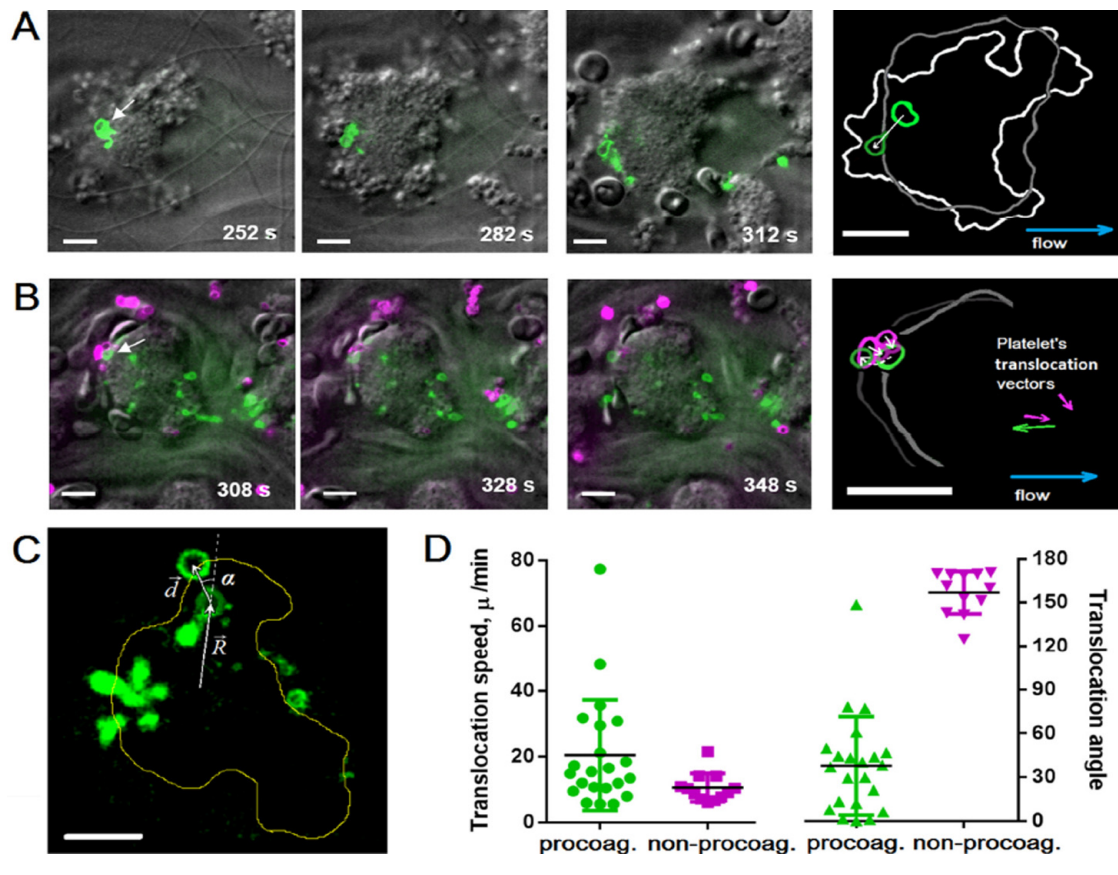 A
252 s
282 s
312 s
flow
B
308 s
328 s
348 s
Platelet's
translocation
vectors
flow
C
d⃗
α
R⃗
D
Translocation speed, μ /min
80
60
40
20
0
procoag. non-procoag. procoag. non-procoag.
180
150
120
90
60
30
0
Translocation angle